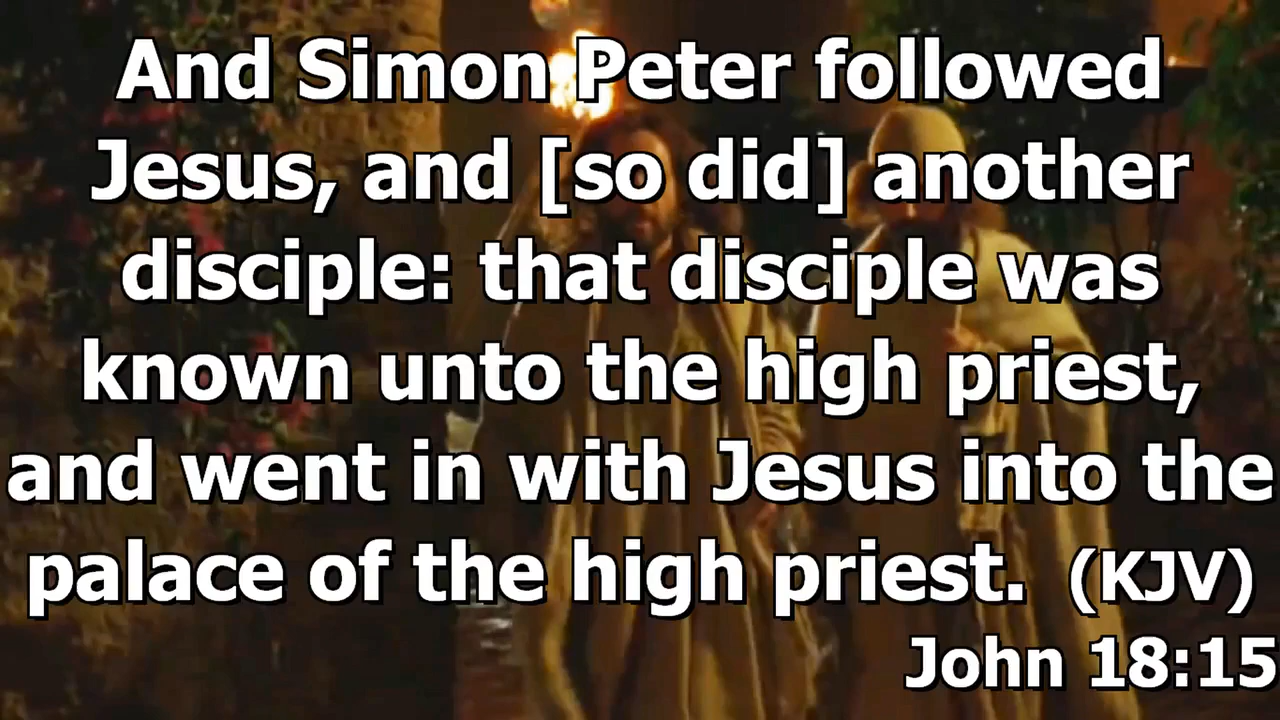 And Simon Peter followed
Jesus, and [so did] another
disciple: that disciple was
known unto the high priest,
and went in with Jesus into the
palace of the high priest. (KJV)
John 18:15